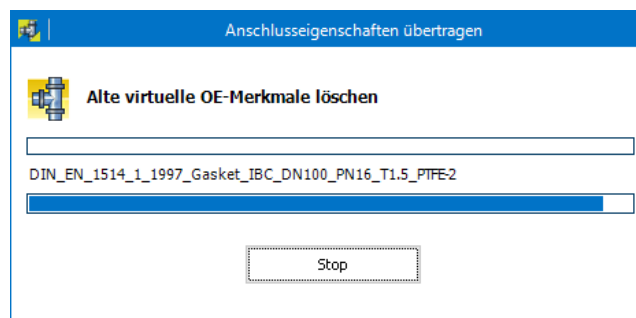 Anschlusseigenschaften übertragen
Alte virtuelle OE-Merkmale löschen
DIN_EN_1514_1_1997_Gasket_IBC_DN100_PN16_T1.5_PTFE-2
Stop